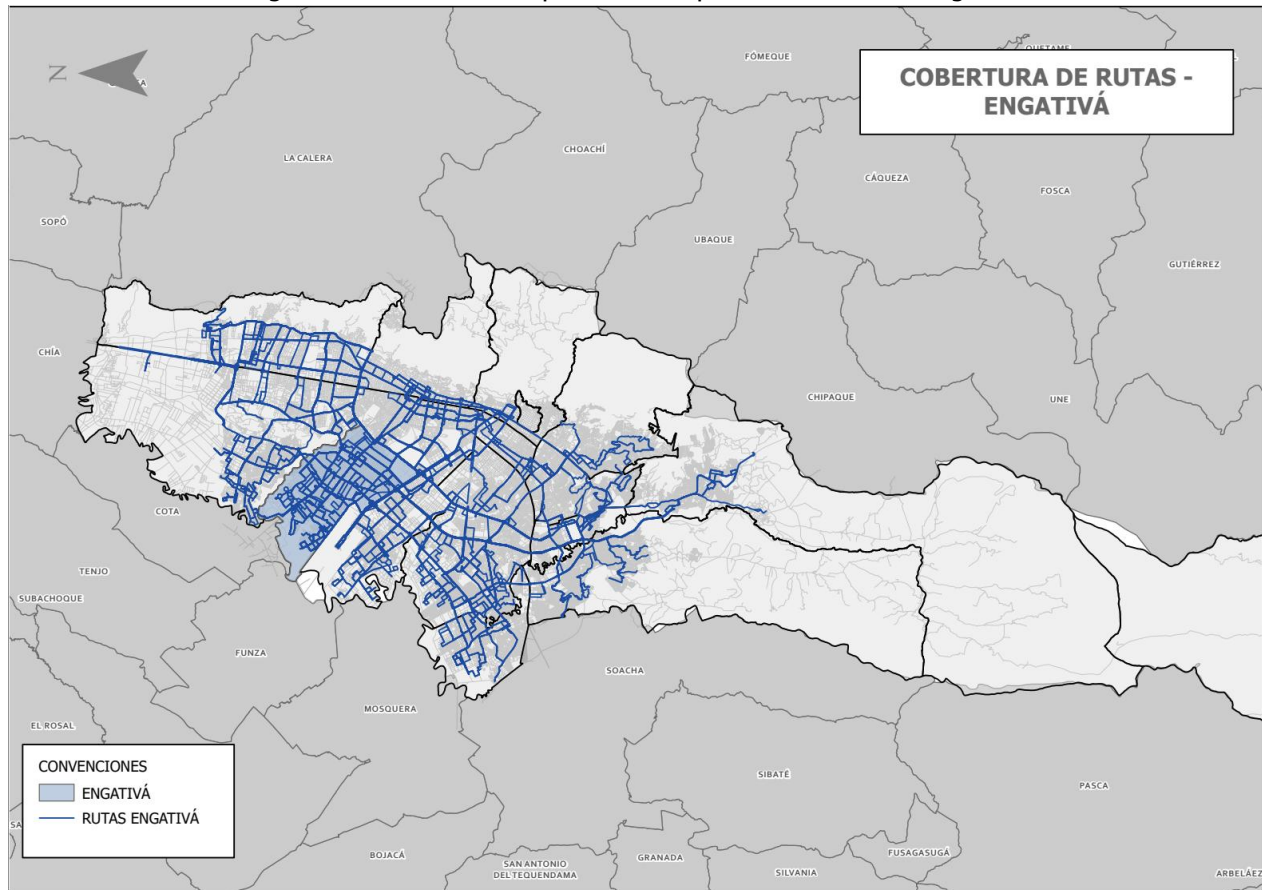 FÓMEQUE
QUETAME
COBERTURA DE RUTAS -
ENGATIVÁ
N
LA CALERA
CHOACHÍ
CÁQUEZA
FOSCA
SOPÓ
UBAQUE
GUTIÉRREZ
CHÍA
CHIPAQUE
UNE
COTA
TENJO
SUBACHOQUE
FUNZA
SOACHA
MOSQUERA
EL ROSAL
CONVENCIONES
ENGATIVÁ
RUTAS ENGATIVÁ
SIBATÉ
PASCA
BOJACÁ
SAN ANTONIO
DEL TEQUENDAMA
GRANADA
FUSAGASUGÁ
SILVANIA
ARBELÁEZ